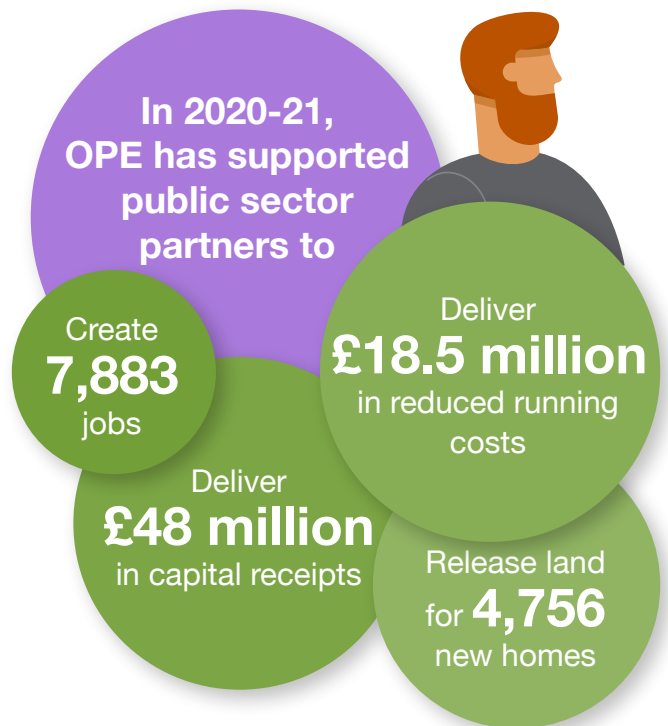 In 2020-21,
OPE has supported
public sector
partners to
Create
7,883
jobs
Deliver
£18.5 million
in reduced running
costs
Deliver
£48 million
in capital receipts
Release land
for 4,756
new homes